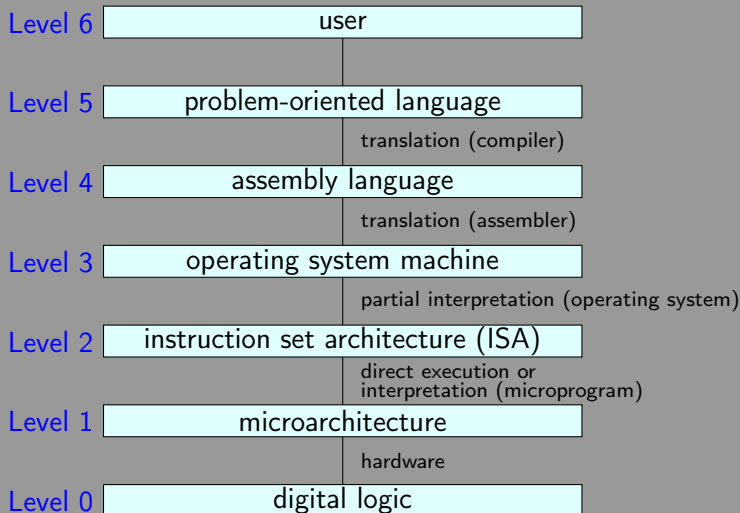 Level 6 user
Level 5 problem-oriented language
translation (compiler)
Level 4 assembly language
translation (assembler)
Level 3 operating system machine
partial interpretation (operating system)
Level 2 instruction set architecture (ISA)
direct execution or
interpretation (microprogram)
Level 1 microarchitecture
hardware
Level 0 digital logic